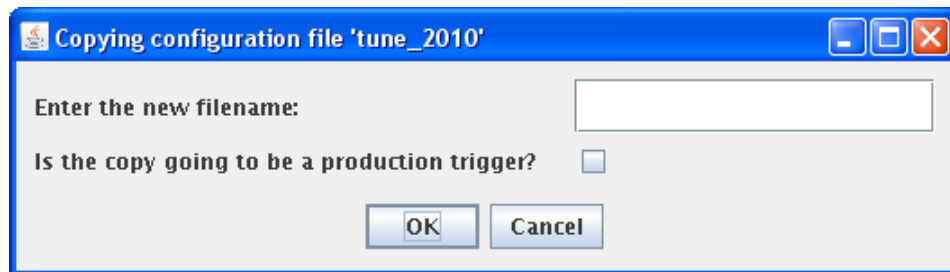 Copying configuration file 'tune_2010'
Enter the new filename:
Is the copy going to be a production trigger?
OK Cancel